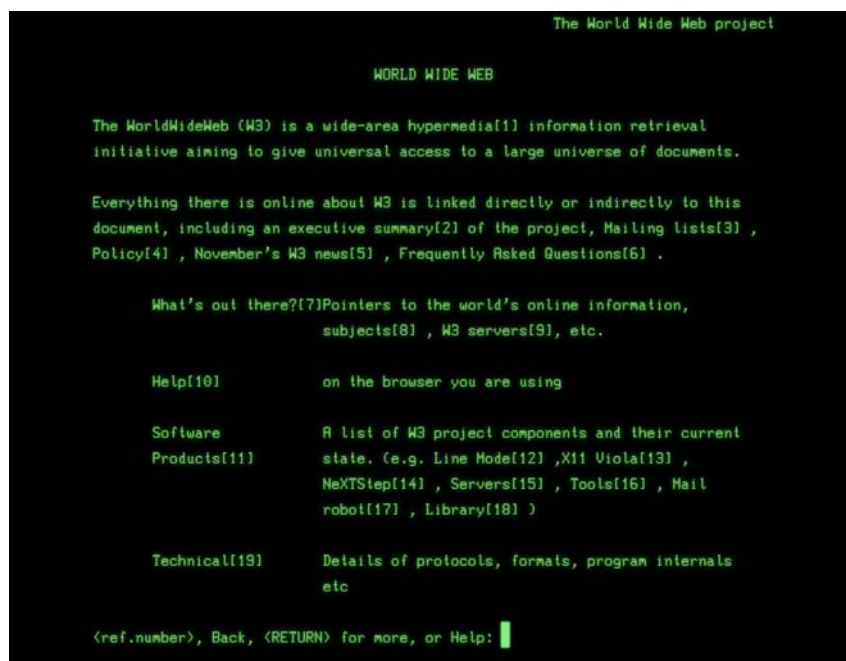 The World Wide Web project
WORLD WIDE WEB
The WorldWideWeb (W3) is a wide-area hypermedia[1] information retrieval
initiative aiming to give universal access to a large universe of documents.
Everything there is online about W3 is linked directly or indirectly to this
document, including an executive summary[2] of the project, Mailing lists[3] ,
Policy[4] , November's W3 news[5] , Frequently Asked Questions[6] .
What's out there?[7]Pointers to the world's online information,
subjects[8] , W3 servers[9], etc.
Help[10] on the browser you are using
Software A list of W3 project components and their current
Products[11] state. (e.g. Line Mode[12] ,X11 Viola[13] ,
NeXTStep[14] , Servers[15] , Tools[16] , Mail
robot[17] , Library[18] )
Technical[19] Details of protocols, formats, program internals
etc
<ref.number>, Back, <RETURN> for more, or Help: